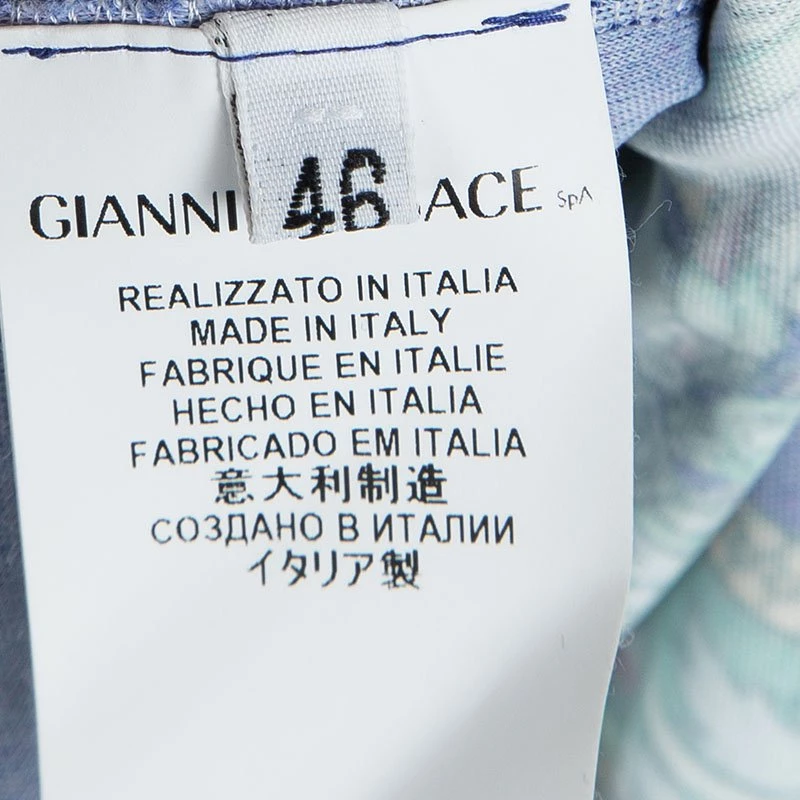 46
GIANNI ACE SpA
REALIZZATO IN ITALIA
MADE IN ITALY
FABRIQUE EN ITALIE
HECHO EN ITALIA
FABRICADO EM ITALIA
意大利制造
СОЗДАНО В ИТАЛИИ
イタリア製